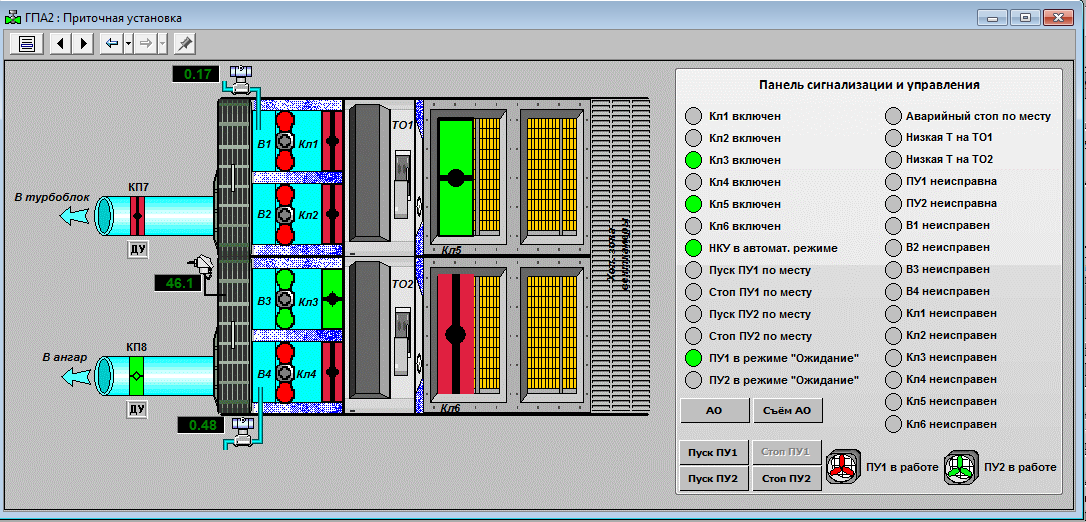 ГПА2 : Приточная установка
0.17
В1
Кл1
ТО1
В турбоблок
КП7
В2
Кл2
ДУ
Кл5
46.1
В3
Кл3
ТО2
В ангар
КП8
В4
Кл4
ДУ
Кл6
0.48
Панель сигнализации и управления
Кл1 включен
Кл2 включен
Кл3 включен
Кл4 включен
Кл5 включен
Кл6 включен
НКУ в автомат. режиме
Пуск ПУ1 по месту
Стоп ПУ1 по месту
Пуск ПУ2 по месту
Стоп ПУ2 по месту
ПУ1 в режиме "Ожидание"
ПУ2 в режиме "Ожидание"
Аварийный стоп по месту
Низкая Т на ТО1
Низкая Т на ТО2
ПУ1 неисправна
ПУ2 неисправна
В1 неисправен
В2 неисправен
В3 неисправен
В4 неисправен
Кл1 неисправен
Кл2 неисправен
Кл3 неисправен
Кл4 неисправен
Кл5 неисправен
Кл6 неисправен
АО
Съём АО
Пуск ПУ1
Стоп ПУ1
Пуск ПУ2
Стоп ПУ2
ПУ1 в работе
ПУ2 в работе